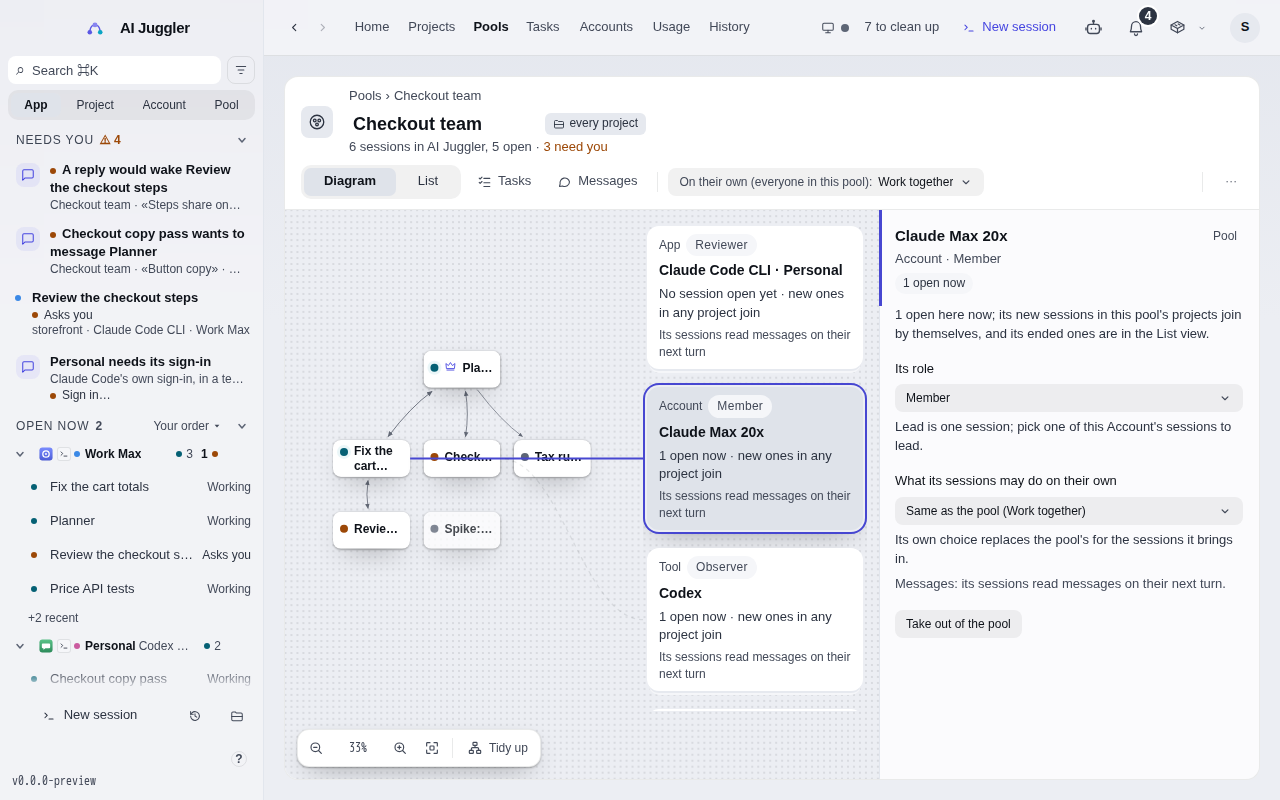 AI Juggler
Search ⌘K
App Project Account Pool
NEEDS YOU 4
A reply would wake Review the checkout steps
Checkout team · «Steps share on…
Checkout copy pass wants to message Planner
Checkout team · «Button copy» · …
Review the checkout steps
Asks you
storefront · Claude Code CLI · Work Max
Personal needs its sign-in
Claude Code's own sign-in, in a te…
Sign in…
OPEN NOW 2 Your order
Work Max 3 1
Fix the cart totals Working
Planner Working
Review the checkout s… Asks you
Price API tests Working
+2 recent
Personal Codex … 2
Checkout copy pass Working
New session
?
v0.0.0-preview
Home Projects Pools Tasks Accounts Usage History
7 to clean up
New session
4
S
Pools › Checkout team
Checkout team every project
6 sessions in AI Juggler, 5 open · 3 need you
Diagram List Tasks Messages
On their own (everyone in this pool): Work together
Pla…
Fix the cart…
Check…
Tax ru…
Revie…
Spike:…
App Reviewer
Claude Code CLI · Personal
No session open yet · new ones
in any project join
Its sessions read messages on their
next turn
Account Member
Claude Max 20x
1 open now · new ones in any
project join
Its sessions read messages on their
next turn
Tool Observer
Codex
1 open now · new ones in any
project join
Its sessions read messages on their
next turn
33%
Tidy up
Claude Max 20x Pool
Account · Member
1 open now
1 open here now; its new sessions in this pool's projects join
by themselves, and its ended ones are in the List view.
Its role
Member
Lead is one session; pick one of this Account's sessions to
lead.
What its sessions may do on their own
Same as the pool (Work together)
Its own choice replaces the pool's for the sessions it brings
in.
Messages: its sessions read messages on their next turn.
Take out of the pool